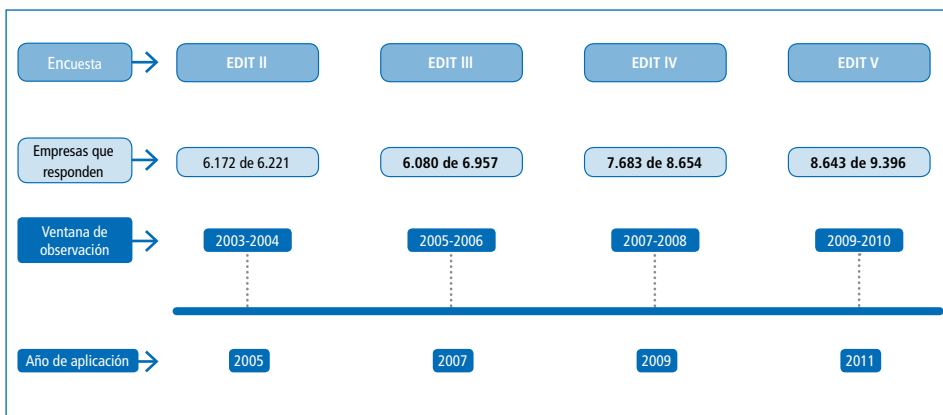 Encuesta
EDIT II
EDIT III
EDIT IV
EDIT V
Empresas que
responden
6.172 de 6.221
6.080 de 6.957
7.683 de 8.654
8.643 de 9.396
Ventana de
observación
2003-2004
2005-2006
2007-2008
2009-2010
Año de aplicación
2005
2007
2009
2011